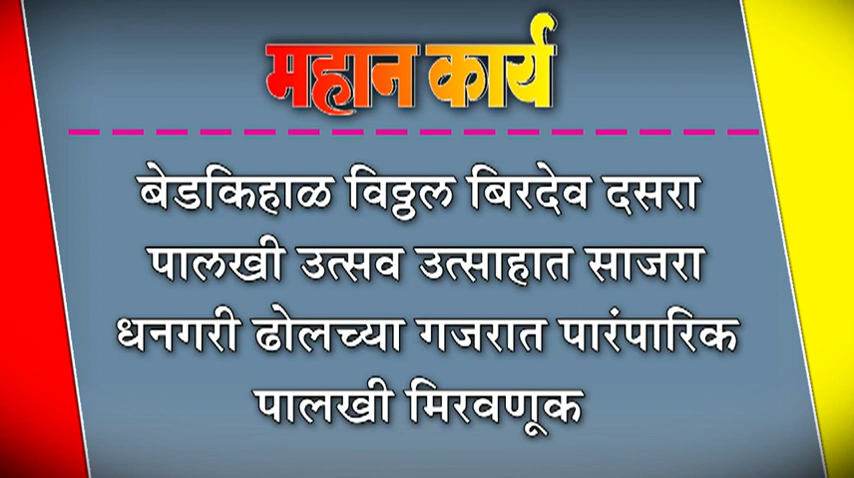 महान कार्य
बेडकिहाळ विठ्ठल बिरदेव दसरा
पालखी उत्सव उत्साहात साजरा
धनगरी ढोलच्या गजरात पारंपारिक
पालखी मिरवणूक